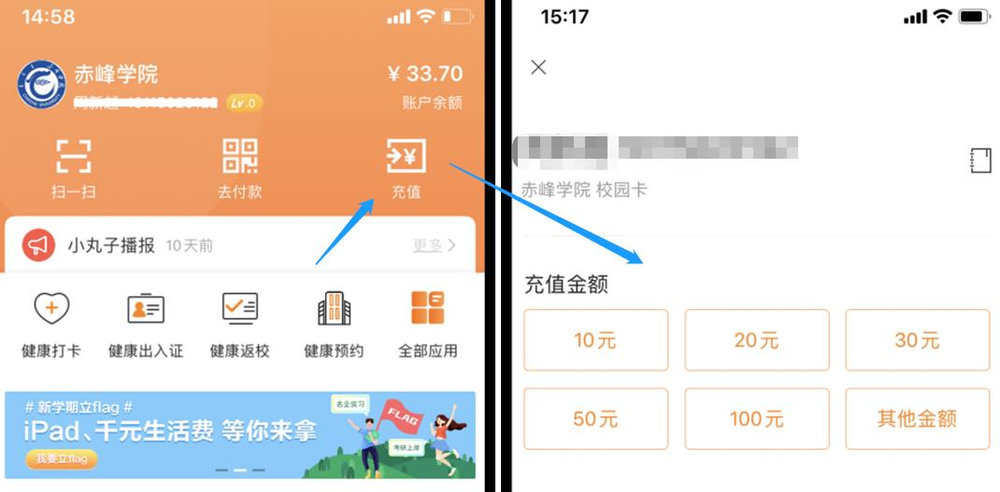 14:58
赤峰学院
¥ 33.70
Lv.0
账户余额
扫一扫
去付款
充值
小丸子播报 10天前
更多
健康打卡
健康出入证
健康返校
健康预约
全部应用
# 新学期立flag #
iPad、千元生活费 等你来拿
我要立flag
名企实习
FLAG
考研上岸
15:17
赤峰学院 校园卡
充值金额
10元
20元
30元
50元
100元
其他金额